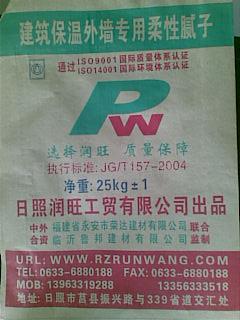 建筑保温外墙专用柔性腻子
通过 ISO9001国际质量体系认证
ISO14001国际环境体系认证
PW
选择润旺 质量保障
执行标准:JG/T157-2004
净重:25kg±1
日照润旺工贸有限公司出品
中外合资 福建省永安市荣达建材有限公司 联合监制
临沂鲁邦建材有限公司
URL:WWW.RZRUNWANG.COM
TEL:0633-6880188 FAX:0633-6880188
MOB:13963319288 13356333518
地址:日照市莒县振兴路与339省道交汇处